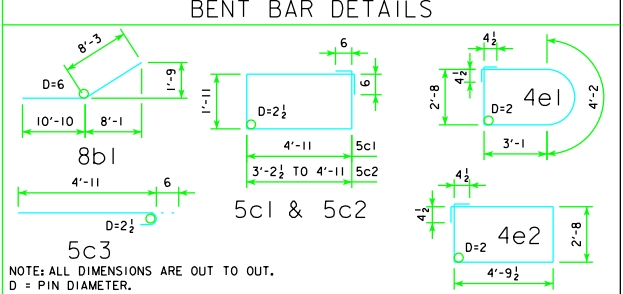 BENT BAR DETAILS
8'-3
D=6
1'-9
10'-10
8'-1
8b1
6
6
1'-11
D=2½
4'-11 5c1
3'-2½ TO 4'-11 5c2
5c1 & 5c2
4½
4½
2'-8
D=2
4e1
4'-2
3'-1
4'-11
6
D=2½
5c3
4½
4½
D=2
4e2
2'-8
4'-9½
NOTE: ALL DIMENSIONS ARE OUT TO OUT.
D = PIN DIAMETER.